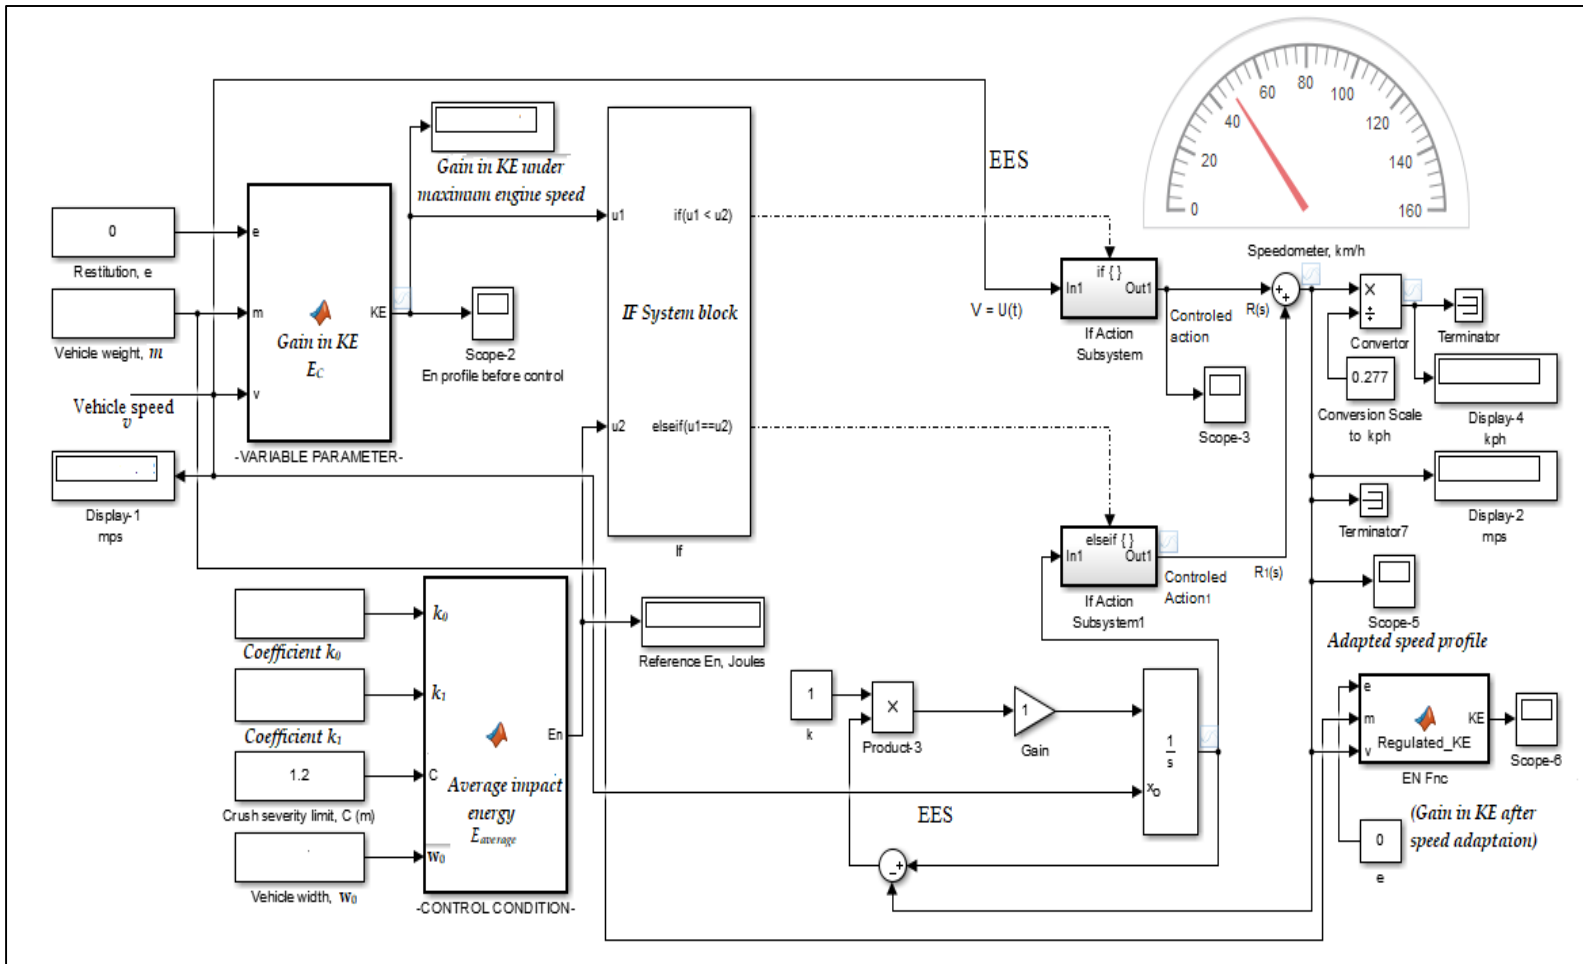 0
Restitution, e
Vehicle weight, m
Vehicle speed
v
Display-1
mps
e
m
v
KE
Gain in KE
E_C
-VARIABLE PARAMETER-
Gain in KE under
maximum engine speed
Scope-2
En profile before control
u1
u2
if(u1 < u2)
IF System block
elseif(u1==u2)
If
Coefficient k₀
Coefficient k₁
1.2
Crush severity limit, C (m)
Vehicle width, w₀
k₀
k₁
C
w₀
En
Average impact
energy
E_average
-CONTROL CONDITION-
Reference En, Joules
EES
V = U(t)
if { }
In1
Out1
If Action
Subsystem
Controled
action
Scope-3
R(s)
+
+
elseif { }
In1
Out1
If Action
Subsystem1
Controled
Action1
R1(s)
1
k
×
Product-3
1
Gain
1
s
xo
EES
+
−
0
20
40
60
80
100
120
140
160
Speedometer, km/h
×
÷
Convertor
Terminator
0.277
Conversion Scale
to kph
Display-4
kph
Display-2
mps
Terminator7
Scope-5
Adapted speed profile
e
m
v
KE
Regulated_KE
EN Fnc
Scope-6
(Gain in KE after
speed adaptaion)
0
e